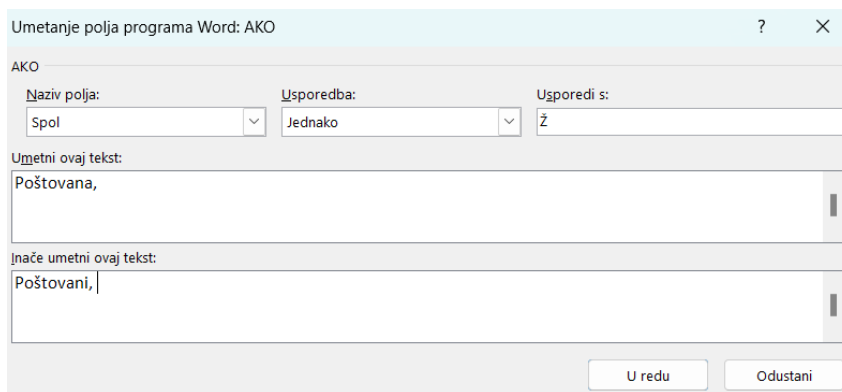 Umetanje polja programa Word: AKO ?
AKO
Naziv polja: Usporedba: Usporedi s:
Spol Jednako Ž
Umetni ovaj tekst:
Poštovana,
Inače umetni ovaj tekst:
Poštovani,
U redu Odustani